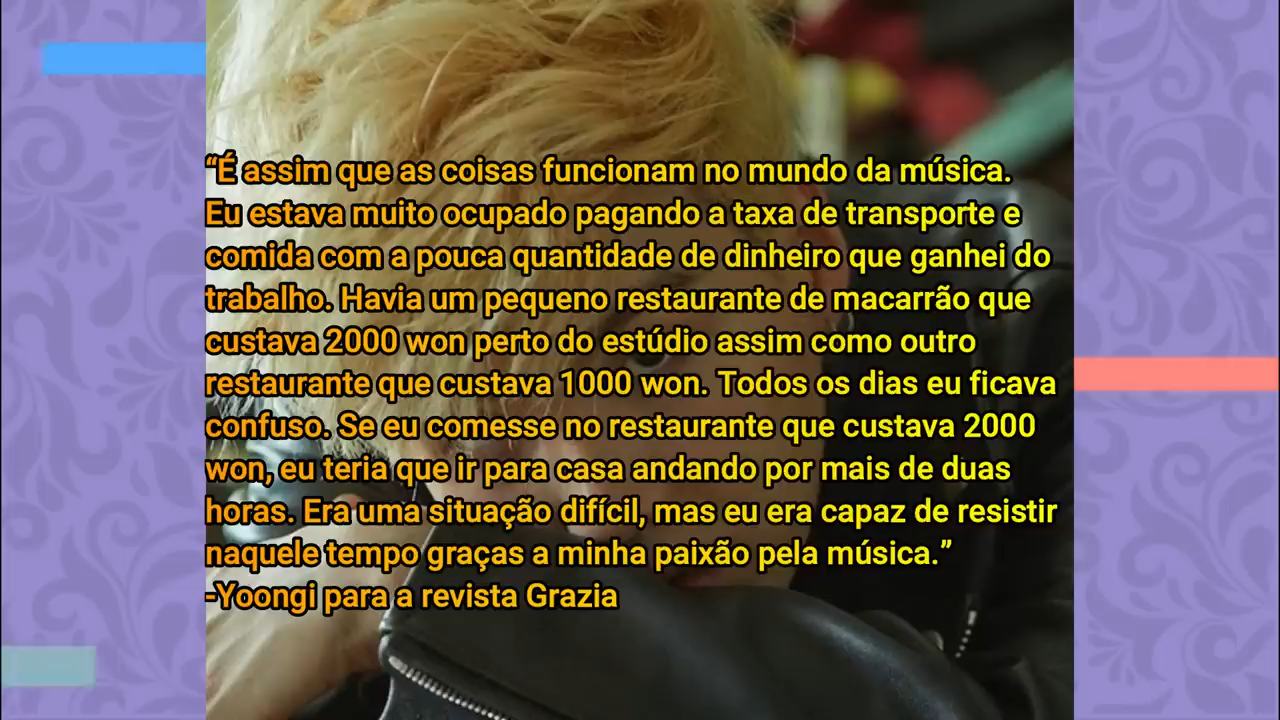 “É assim que as coisas funcionam no mundo da música.
Eu estava muito ocupado pagando a taxa de transporte e
comida com a pouca quantidade de dinheiro que ganhei do
trabalho. Havia um pequeno restaurante de macarrão que
custava 2000 won perto do estúdio assim como outro
restaurante que custava 1000 won. Todos os dias eu ficava
confuso. Se eu comesse no restaurante que custava 2000
won, eu teria que ir para casa andando por mais de duas
horas. Era uma situação difícil, mas eu era capaz de resistir
naquele tempo graças a minha paixão pela música.”
-Yoongi para a revista Grazia